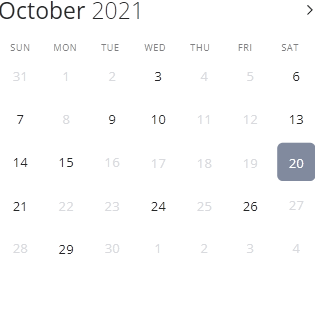 October 2021
SUN MON TUE WED THU FRI SAT
31 1 2 3 4 5 6
7 8 9 10 11 12 13
14 15 16 17 18 19 20
21 22 23 24 25 26 27
28 29 30 1 2 3 4